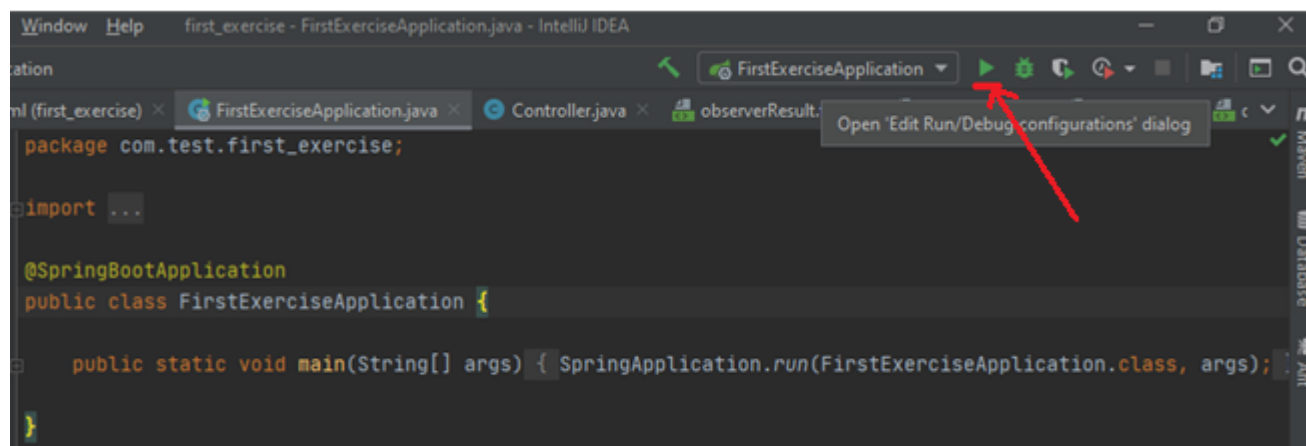 Window Help first_exercise - FirstExerciseApplication.java - IntelliJ IDEA
cation FirstExerciseApplication
ml (first_exercise) FirstExerciseApplication.java Controller.java observerResult. c
Open 'Edit Run/Debug configurations' dialog
package com.test.first_exercise;
import ...
@SpringBootApplication
public class FirstExerciseApplication {
public static void main(String[] args) { SpringApplication.run(FirstExerciseApplication.class, args);
}
m Maven
Database
Ant